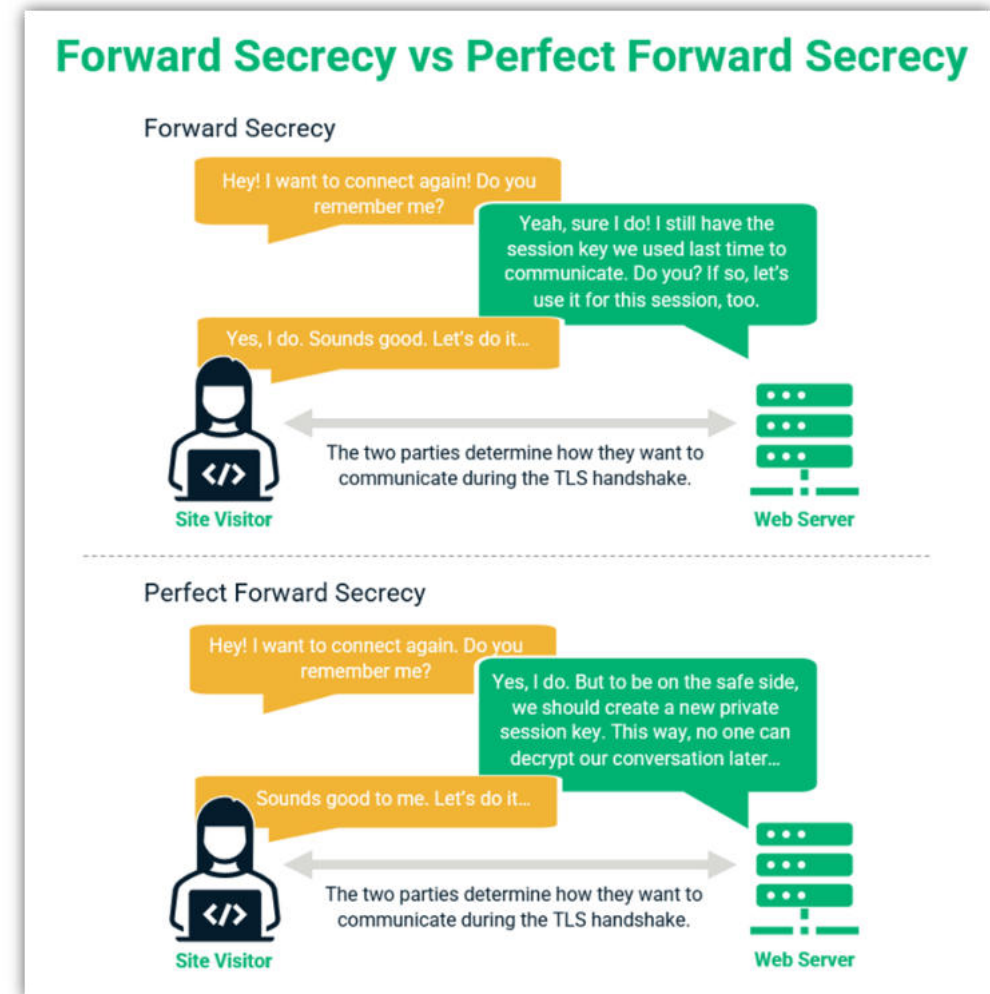 Forward Secrecy vs Perfect Forward Secrecy
Forward Secrecy
Hey! I want to connect again! Do you
remember me?
Yeah, sure I do! I still have the
session key we used last time to
communicate. Do you? If so, let's
use it for this session, too.
Yes, I do. Sounds good. Let's do it...
</>
The two parties determine how they want to
communicate during the TLS handshake.
Site Visitor
Web Server
Perfect Forward Secrecy
Hey! I want to connect again. Do you
remember me?
Yes, I do. But to be on the safe side,
we should create a new private
session key. This way, no one can
decrypt our conversation later...
Sounds good to me. Let's do it...
</>
The two parties determine how they want to
communicate during the TLS handshake.
Site Visitor
Web Server